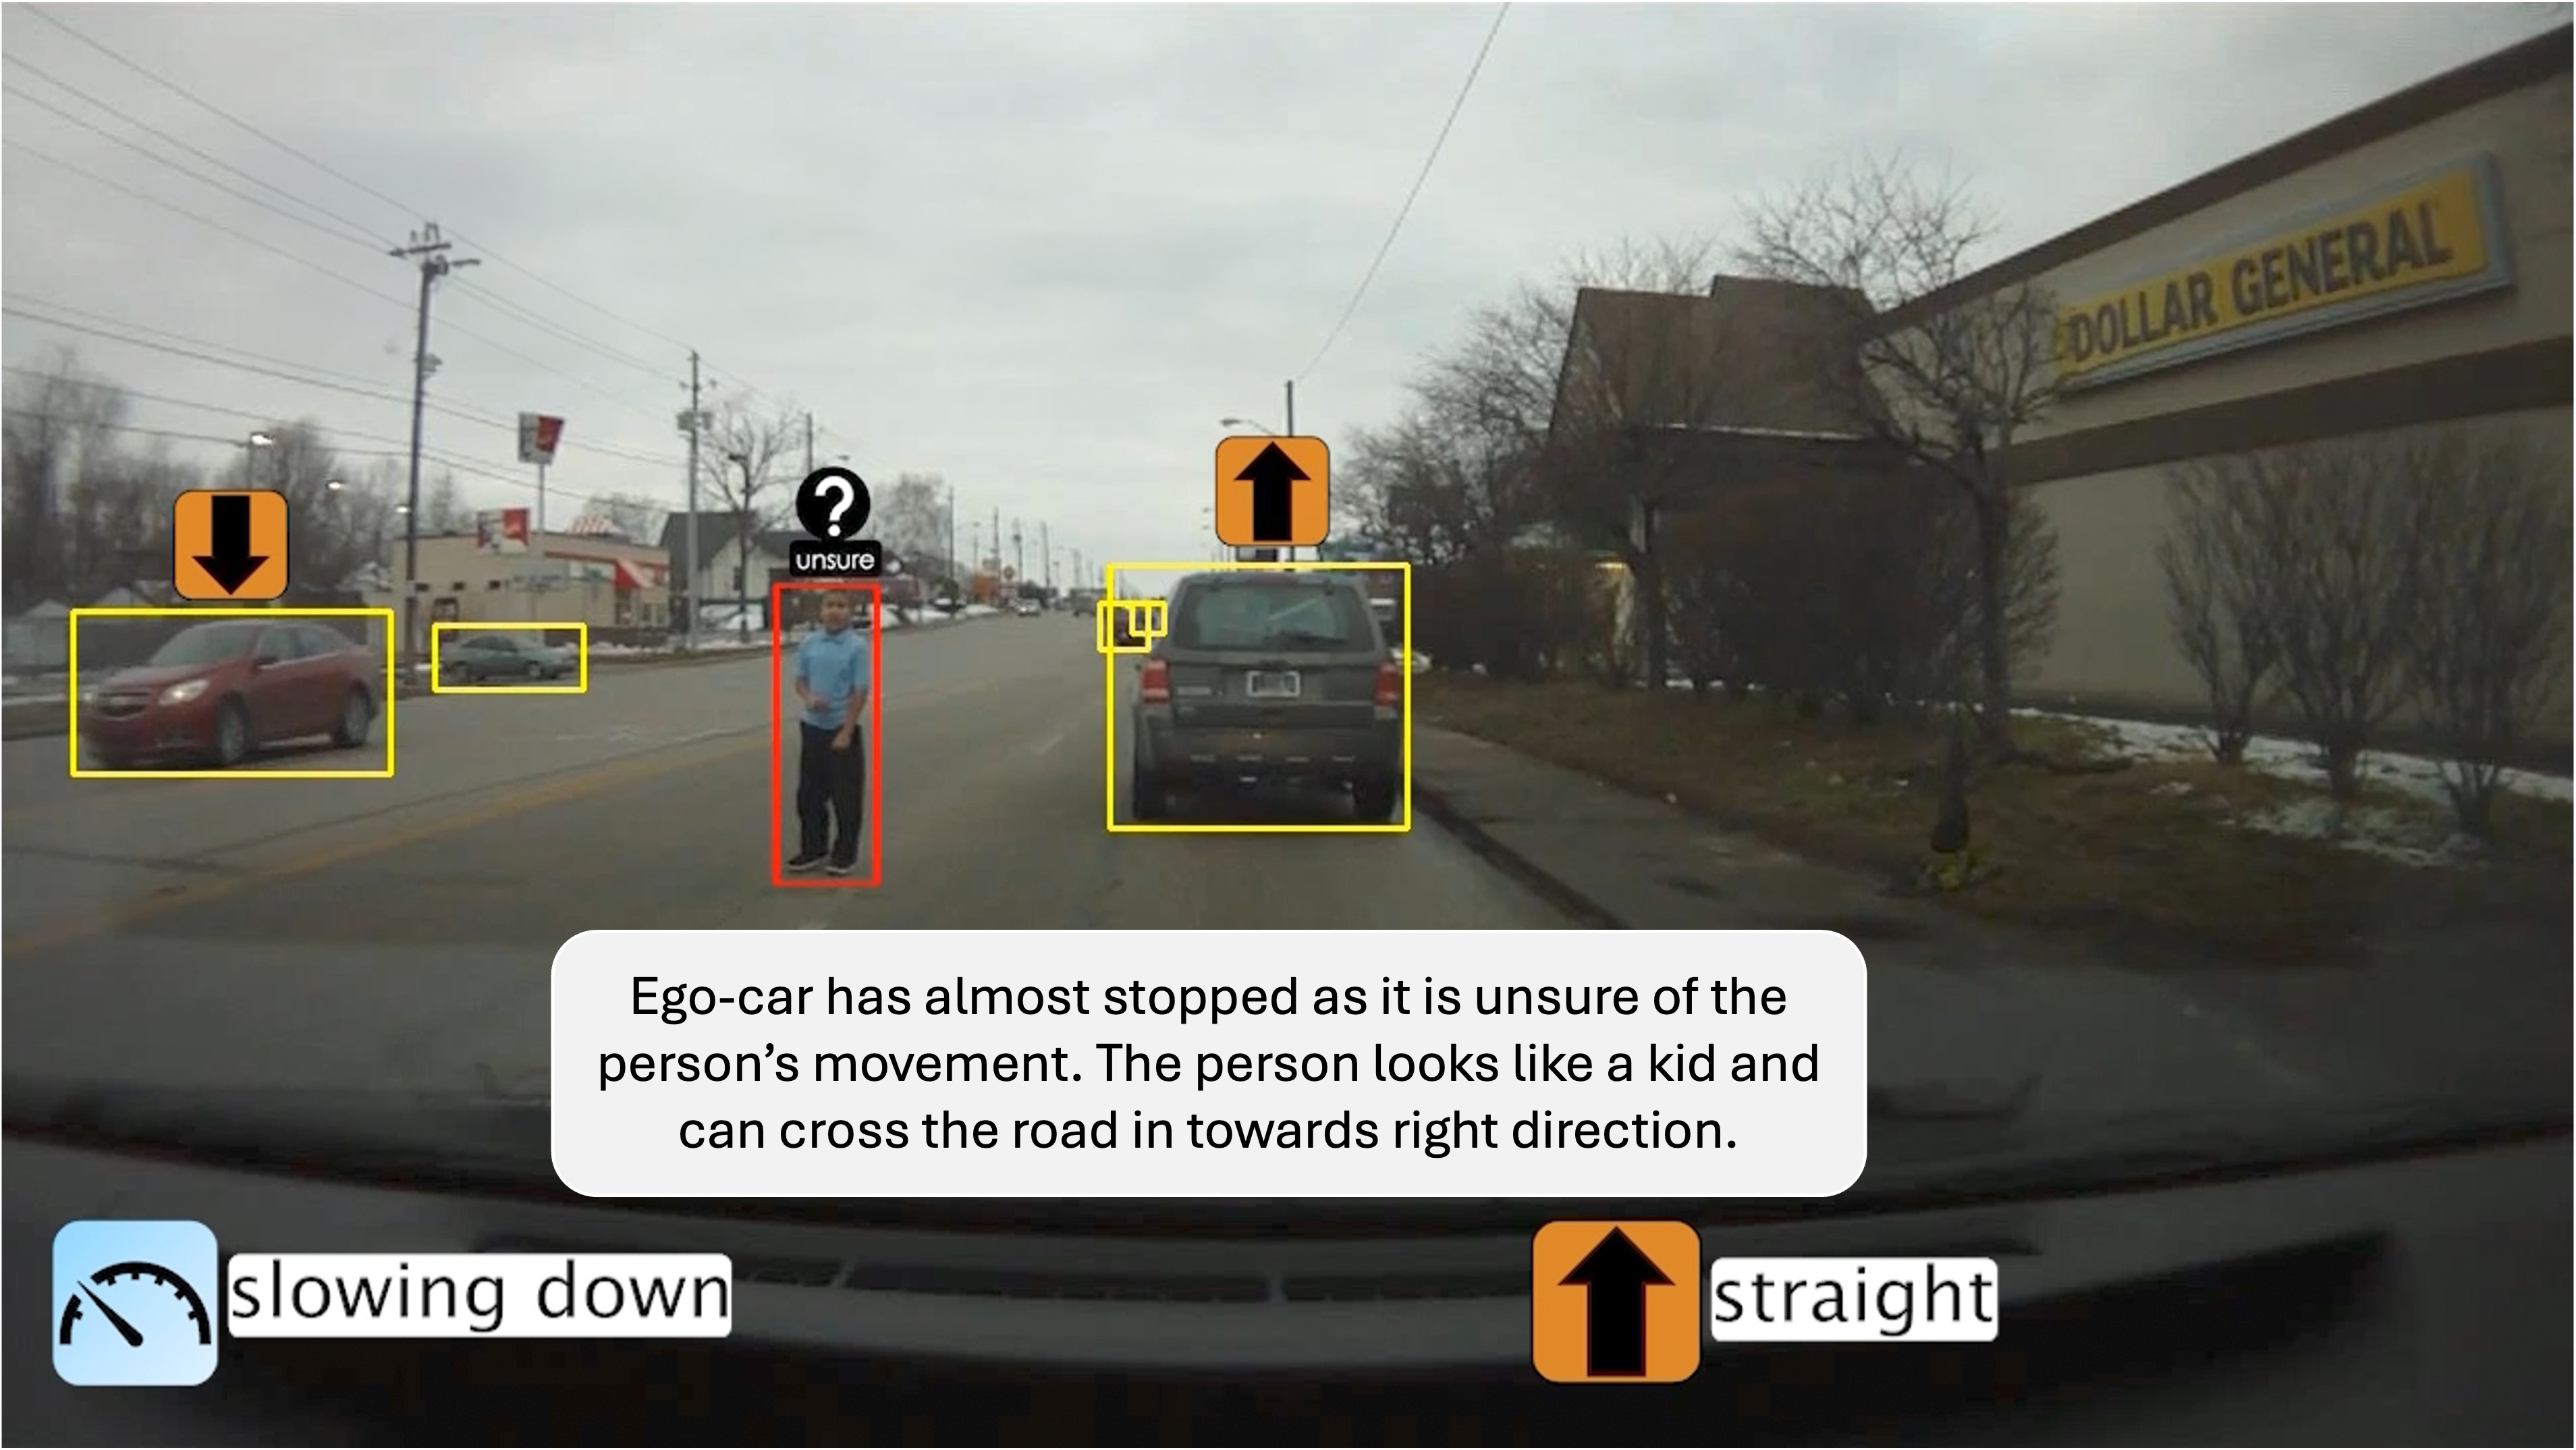 DOLLAR GENERAL
?
unsure
Ego-car has almost stopped as it is unsure of the
person’s movement. The person looks like a kid and
can cross the road in towards right direction.
slowing down
straight